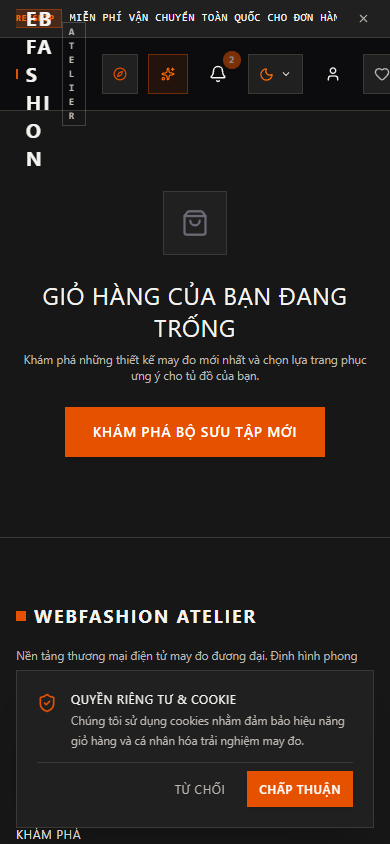 MIỄN PHÍ VẬN CHUYỂN TOÀN QUỐC CHO ĐƠN HÀN
EB
FA
S
HI
O
N
A
T
E
L
I
E
R
2
GIỎ HÀNG CỦA BẠN ĐANG
TRỐNG
Khám phá những thiết kế may đo mới nhất và chọn lựa trang phục
ưng ý cho tủ đồ của bạn.
KHÁM PHÁ BỘ SƯU TẬP MỚI
WEBFASHION ATELIER
Nền tảng thương mại điện tử may đo đương đại. Định hình phong
QUYỀN RIÊNG TƯ & COOKIE
Chúng tôi sử dụng cookies nhằm đảm bảo hiệu năng
giỏ hàng và cá nhân hóa trải nghiệm may đo.
TỪ CHỐI
CHẤP THUẬN
KHÁM PHÁ